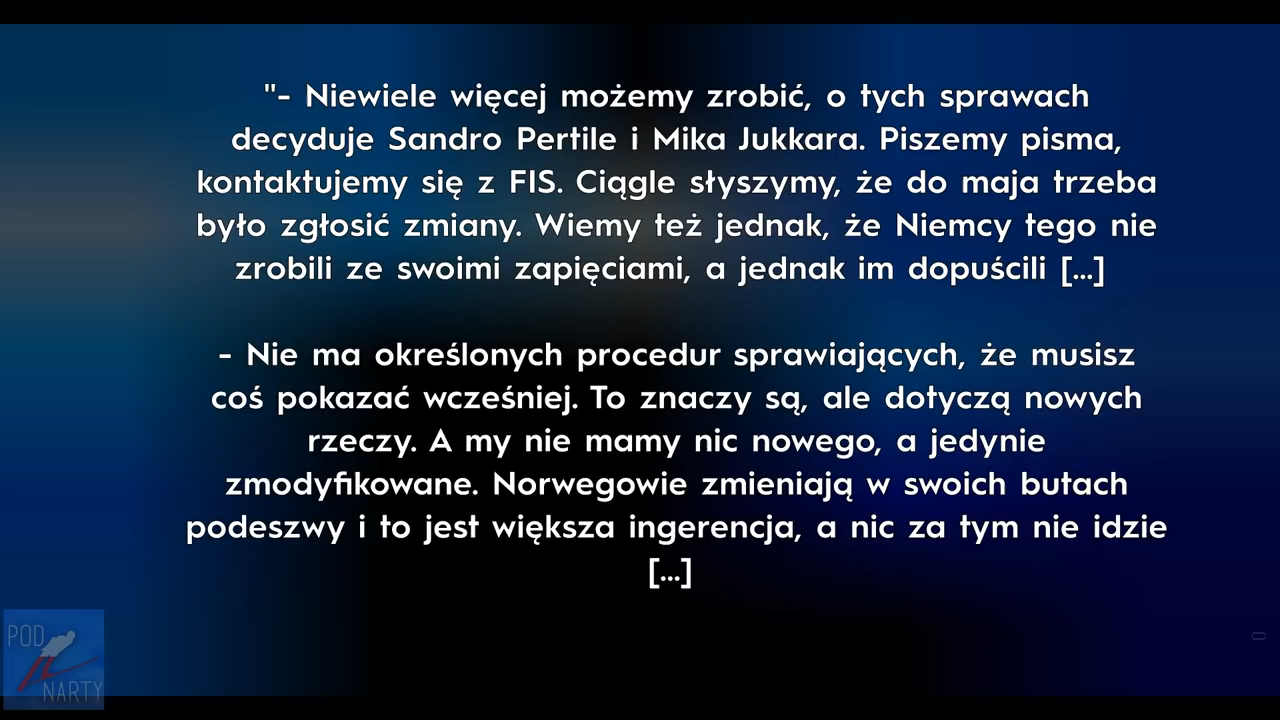 "- Niewiele więcej możemy zrobić, o tych sprawach
decyduje Sandro Pertile i Mika Jukkara. Piszemy pisma,
kontaktujemy się z FIS. Ciągle słyszymy, że do maja trzeba
było zgłosić zmiany. Wiemy też jednak, że Niemcy tego nie
zrobili ze swoimi zapięciami, a jednak im dopuścili [...]
- Nie ma określonych procedur sprawiających, że musisz
coś pokazać wcześniej. To znaczy są, ale dotyczą nowych
rzeczy. A my nie mamy nic nowego, a jedynie
zmodyfikowane. Norwegowie zmieniają w swoich butach
podeszwy i to jest większa ingerencja, a nic za tym nie idzie
[...]
POD
NARTY